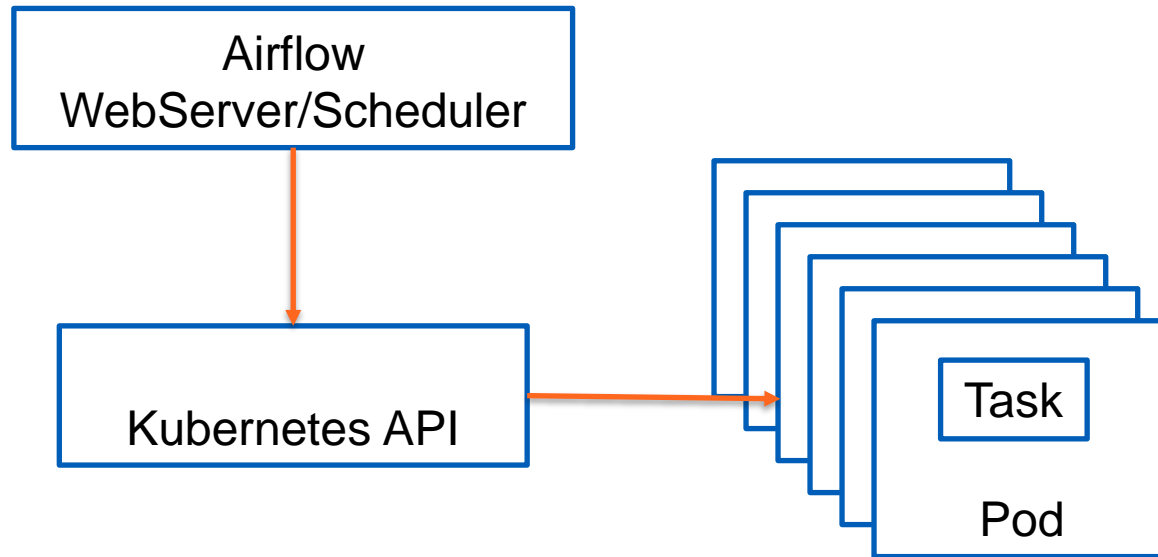 Airflow
WebServer/Scheduler
Kubernetes API
Task
Pod